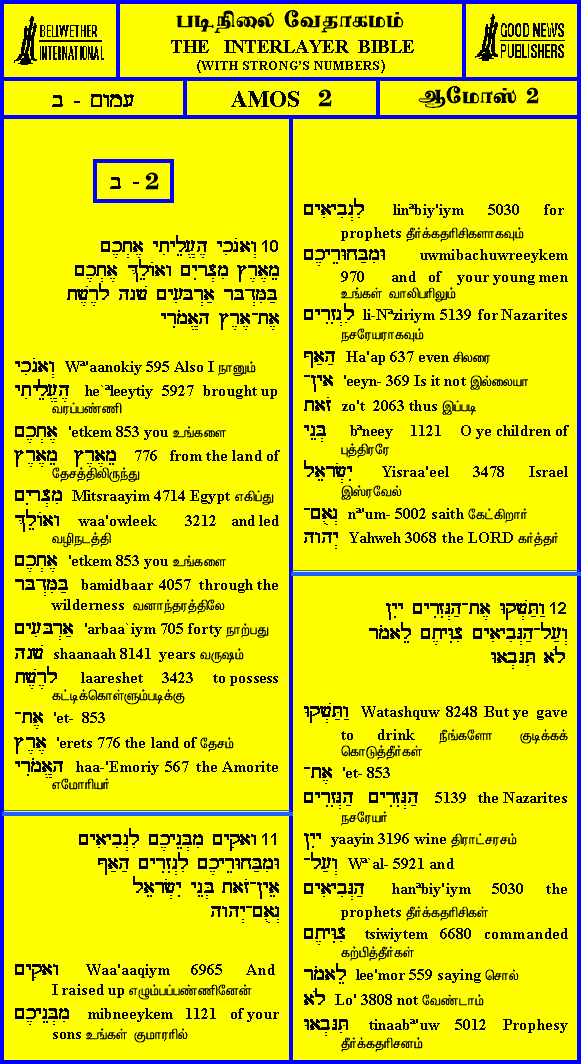 BELLWETHER
INTERNATIONAL
படிநிலை வேதாகமம்
THE INTERLAYER BIBLE
(WITH STRONG'S NUMBERS)
GOOD NEWS
PUBLISHERS
עמוס - ב
AMOS 2
ஆமோஸ் 2
ב - 2
10 וְאנֹכִי הֶעֱלֵיתִי אֶתְכֶם
מֵאֶרֶץ מִצְרָיִם וָאוֹלֵךְ אֶתְכֶם
בַּמִּדְבָּר אַרְבָּעִים שָׁנָה לָרֶשֶׁת
אֶת־אֶרֶץ הָאֱמֹרִי
וְאנֹכִי Wᵃ'aanokiy 595 Also I நானும்
הֶעֱלֵיתִי he`ᵃleeytiy 5927 brought up
வரப்பண்ணி
אֶתְכֶם 'etkem 853 you உங்களை
מֵאֶרֶץ מֵאֶרֶץ 776 from the land of
தேசத்திலிருந்து
מִצְרָיִם Mitsraayim 4714 Egypt எகிப்து
וָאוֹלֵךְ waa'owleek 3212 and led
வழிநடத்தி
אֶתְכֶם 'etkem 853 you உங்களை
בַּמִּדְבָּר bamidbaar 4057 through the
wilderness வனாந்தரத்திலே
אַרְבָּעִים 'arbaa`iym 705 forty நாற்பது
שָׁנָה shaanaah 8141 years வருஷம்
לָרֶשֶׁת laareshet 3423 to possess
கட்டிக்கொள்ளும்படிக்கு
אֶת־ 'et- 853
אֶרֶץ 'erets 776 the land of தேசம்
הָאֱמֹרִי haa-'Emoriy 567 the Amorite
எமோரியர்
11 וָאָקִים מִבְּנֵיכֶם לִנְבִיאִים
וּמִבַּחוּרֵיכֶם לִנְזִרִים הַאַף
אֵין־זֹאת בְּנֵי יִשְׂרָאֵל
נְאֻם־יְהוָה
וָאָקִים Waa'aaqiym 6965 And
I raised up எழும்பப்பண்ணினேன்
מִבְּנֵיכֶם mibneeykem 1121 of your
sons உங்கள் குமாரரில்
לִנְבִיאִים linᵃbiy'iym 5030 for
prophets தீர்க்கதரிசிகளாகவும்
וּמִבַּחוּרֵיכֶם uwmibachuwreeykem
970 and of your young men
உங்கள் வாலிபரிலும்
לִנְזִרִים li-Nᵃziriym 5139 for Nazarites
நசரேயராகவும்
הַאַף Ha'ap 637 even சிலரை
אֵין־ 'eeyn- 369 Is it not இல்லையா
זֹאת zo't 2063 thus இப்படி
בְּנֵי bᵃneey 1121 O ye children of
புத்திரரே
יִשְׂרָאֵל Yisraa'eel 3478 Israel
இஸ்ரவேல்
נְאֻם־ nᵃ'um- 5002 saith கேட்கிறார்
יְהוָה Yahweh 3068 the LORD கர்த்தர்
12 וַתַּשְׁקוּ אֶת־הַנְּזִרִים יָיִן
וְעַל־הַנְּבִיאִים צִוִּיתֶם לֵאמֹר
לֹא תִּנָּבְאוּ
וַתַּשְׁקוּ Watashquw 8248 But ye gave
to drink நீங்களோ குடிக்கக்
கொடுத்தீர்கள்
אֶת־ 'et- 853
הַנְּזִרִים הַנְּזִרִים 5139 the Nazarites
நசரேயர்
יָיִן yaayin 3196 wine திராட்சரசம்
וְעַל־ Wᵃ`al- 5921 and
הַנְּבִיאִים hanᵃbiy'iym 5030 the
prophets தீர்க்கதரிசிகள்
צִוִּיתֶם tsiwiytem 6680 commanded
கற்பித்தீர்கள்
לֵאמֹר lee'mor 559 saying சொல்
לֹא Lo' 3808 not வேண்டாம்
תִּנָּבְאוּ tinaabᵃ'uw 5012 Prophesy
தீர்க்கதரிசனம்